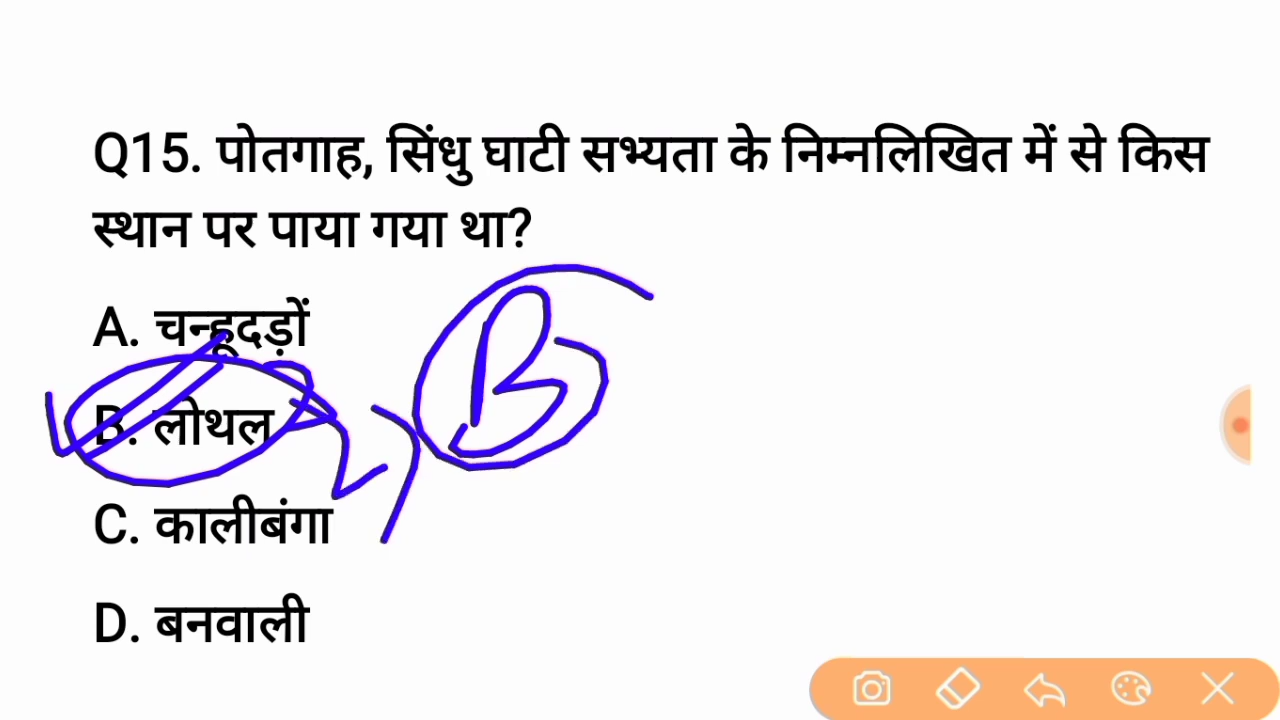 Q15. पोतगाह, सिंधु घाटी सभ्यता के निम्नलिखित में से किस
स्थान पर पाया गया था?
A. चन्हूदड़ों
B. लोथल
B
C. कालीबंगा
D. बनवाली